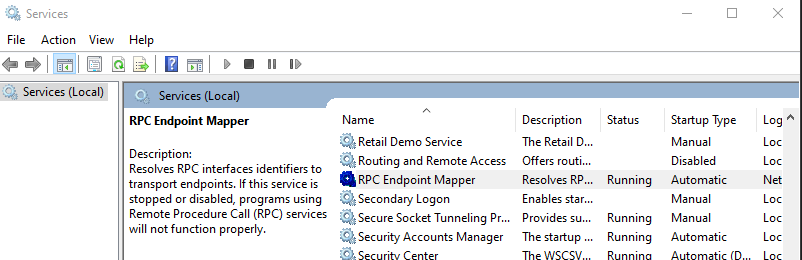 Services
File Action View Help
Services (Local)
Services (Local)
RPC Endpoint Mapper
Description:
Resolves RPC interfaces identifiers to
transport endpoints. If this service is
stopped or disabled, programs using
Remote Procedure Call (RPC) services
will not function properly.
Name Description Status Startup Type Log
Retail Demo Service The Retail D... Manual Loc
Routing and Remote Access Offers routi... Disabled Loc
RPC Endpoint Mapper Resolves RP... Running Automatic Net
Secondary Logon Enables star... Manual Loc
Secure Socket Tunneling Pr... Provides su... Running Manual Loc
Security Accounts Manager The startup ... Running Automatic Loc
Security Center The WSCSV... Running Automatic (D... Loc